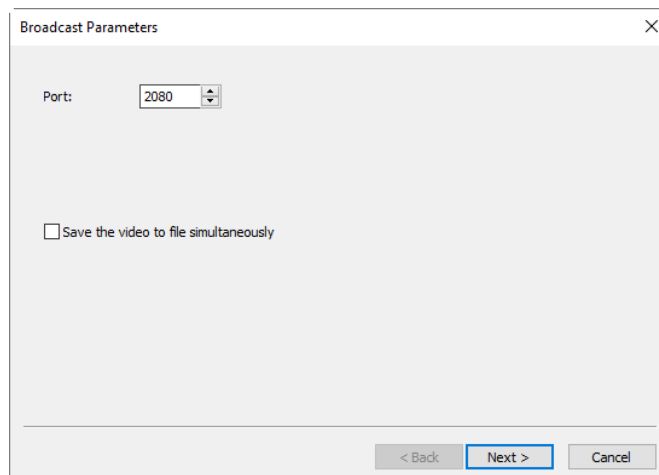 Broadcast Parameters
Port: 2080
Save the video to file simultaneously
< Back Next > Cancel